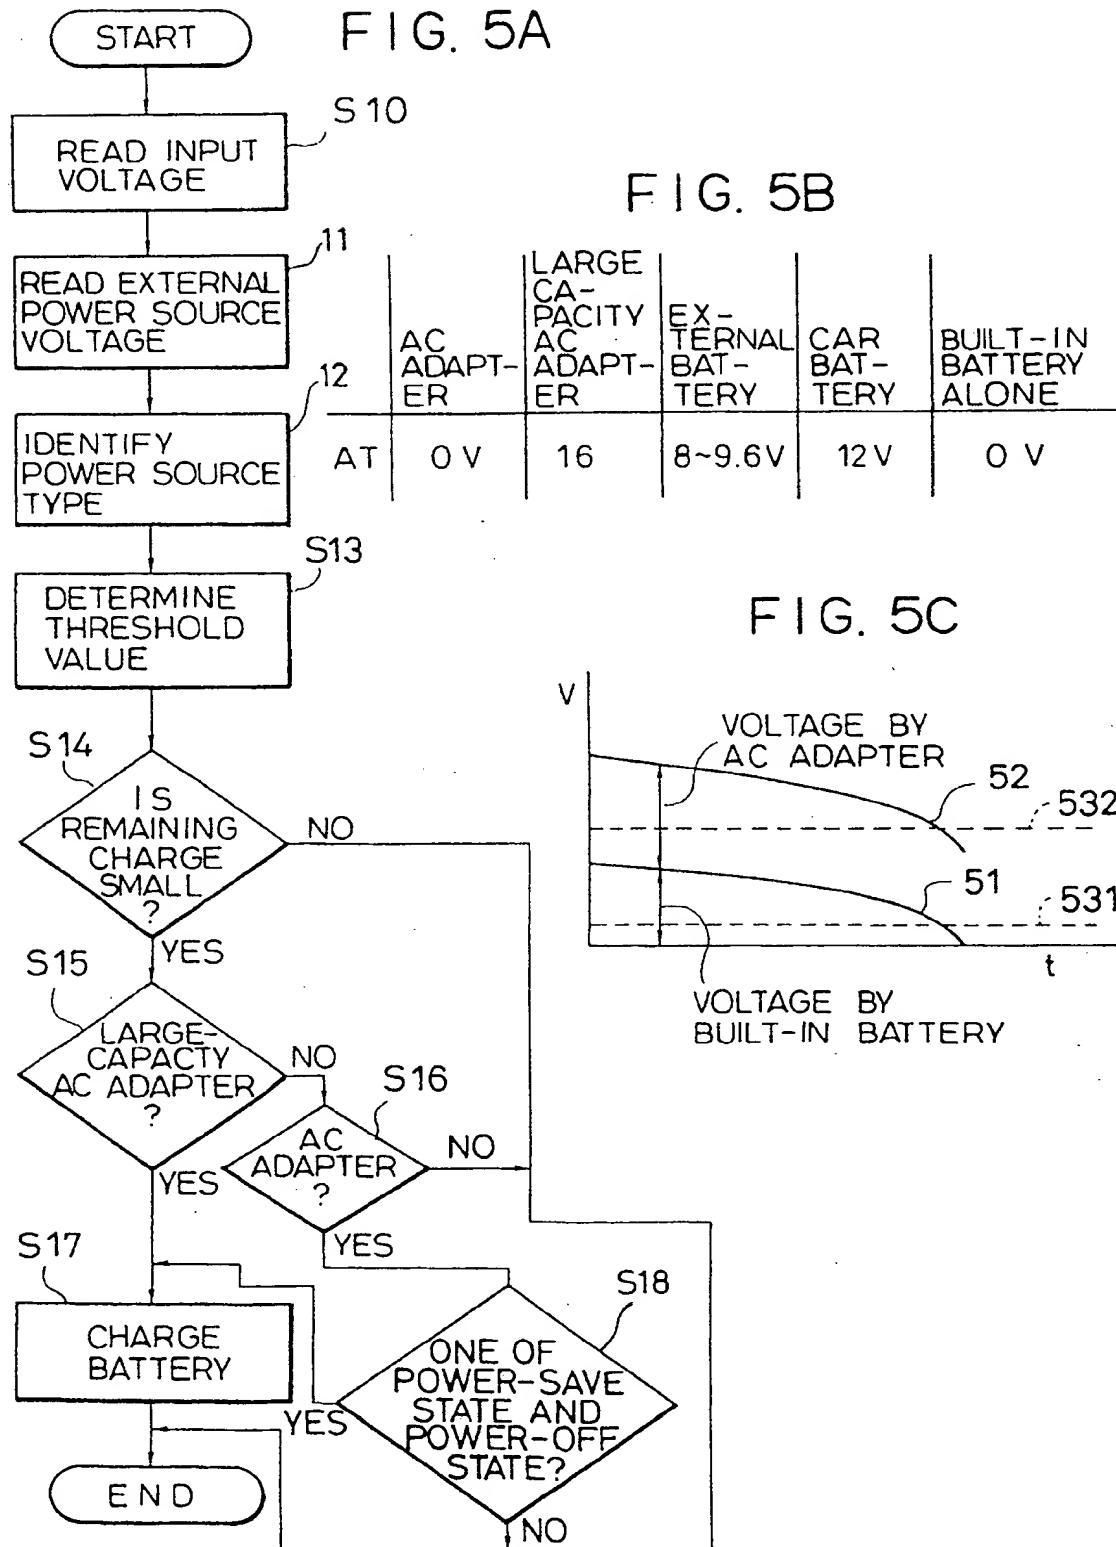 FIG. 5A
START
S10
READ INPUT
VOLTAGE
11
READ EXTERNAL
POWER SOURCE
VOLTAGE
12
IDENTIFY
POWER SOURCE
TYPE
S13
DETERMINE
THRESHOLD
VALUE
S14
IS
REMAINING
CHARGE
SMALL
?
NO
YES
S15
LARGE-
CAPACTY
AC ADAPTER
?
NO
YES
S16
AC
ADAPTER
?
NO
YES
S17
CHARGE
BATTERY
S18
ONE OF
POWER-SAVE
STATE AND
POWER-OFF
STATE?
YES
NO
END
FIG. 5B
AC
ADAPT-
ER
LARGE
CA-
PACITY
AC
ADAPT-
ER
EX-
TERNAL
BAT-
TERY
CAR
BAT-
TERY
BUILT-IN
BATTERY
ALONE
AT 0 V 16 8~9.6V 12V 0 V
FIG. 5C
V
VOLTAGE BY
AC ADAPTER
52
532
51
531
t
VOLTAGE BY
BUILT-IN BATTERY